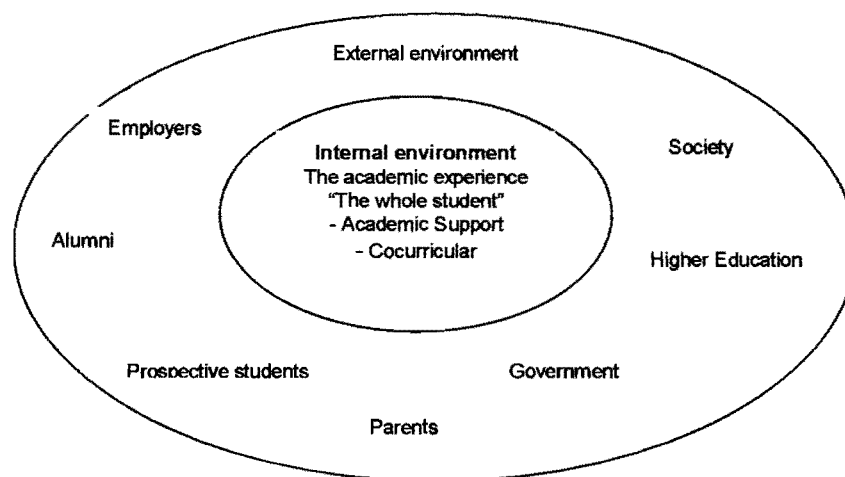 External environment
Employers
Society
Internal environment
The academic experience
"The whole student"
- Academic Support
- Cocurricular
Alumni
Higher Education
Prospective students
Government
Parents